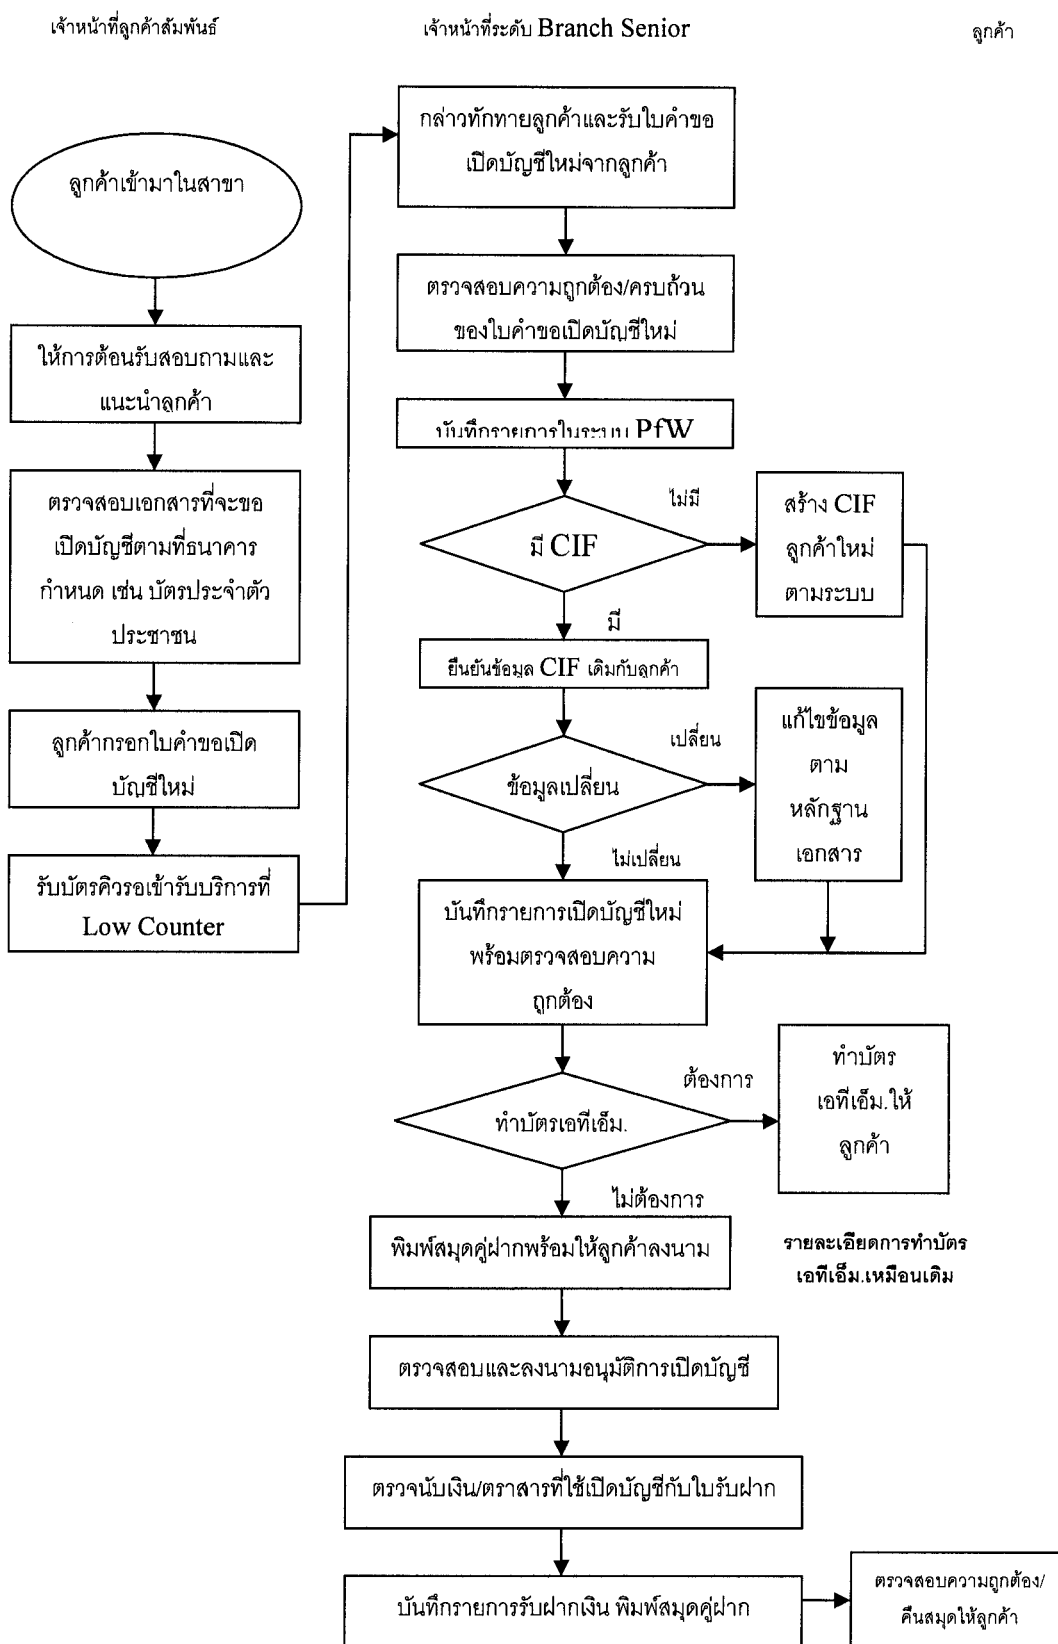 เจ้าหน้าที่ลูกค้าสัมพันธ์
เจ้าหน้าที่ระดับ Branch Senior
ลูกค้า
ลูกค้าเข้ามาในสาขา
ให้การต้อนรับสอบถามและ
แนะนำลูกค้า
ตรวจสอบเอกสารที่จะขอ
เปิดบัญชีตามที่ธนาคาร
กำหนด เช่น บัตรประจำตัว
ประชาชน
ลูกค้ากรอกใบคำขอเปิด
บัญชีใหม่
รับบัตรคิวรอเข้ารับบริการที่
Low Counter
กล่าวทักทายลูกค้าและรับใบคำขอ
เปิดบัญชีใหม่จากลูกค้า
ตรวจสอบความถูกต้อง/ครบถ้วน
ของใบคำขอเปิดบัญชีใหม่
บันทึกรายการในระบบ PfW
มี CIF
ไม่มี
สร้าง CIF
ลูกค้าใหม่
ตามระบบ
มี
ยืนยันข้อมูล CIF เดิมกับลูกค้า
ข้อมูลเปลี่ยน
เปลี่ยน
แก้ไขข้อมูล
ตาม
หลักฐาน
เอกสาร
ไม่เปลี่ยน
บันทึกรายการเปิดบัญชีใหม่
พร้อมตรวจสอบความ
ถูกต้อง
ทำบัตรเอทีเอ็ม.
ต้องการ
ทำบัตร
เอทีเอ็ม.ให้
ลูกค้า
ไม่ต้องการ
พิมพ์สมุดคู่ฝากพร้อมให้ลูกค้าลงนาม
รายละเอียดการทำบัตร
เอทีเอ็ม.เหมือนเดิม
ตรวจสอบและลงนามอนุมัติการเปิดบัญชี
ตรวจนับเงิน/ตราสารที่ใช้เปิดบัญชีกับใบรับฝาก
บันทึกรายการรับฝากเงิน พิมพ์สมุดคู่ฝาก
ตรวจสอบความถูกต้อง/
คืนสมุดให้ลูกค้า